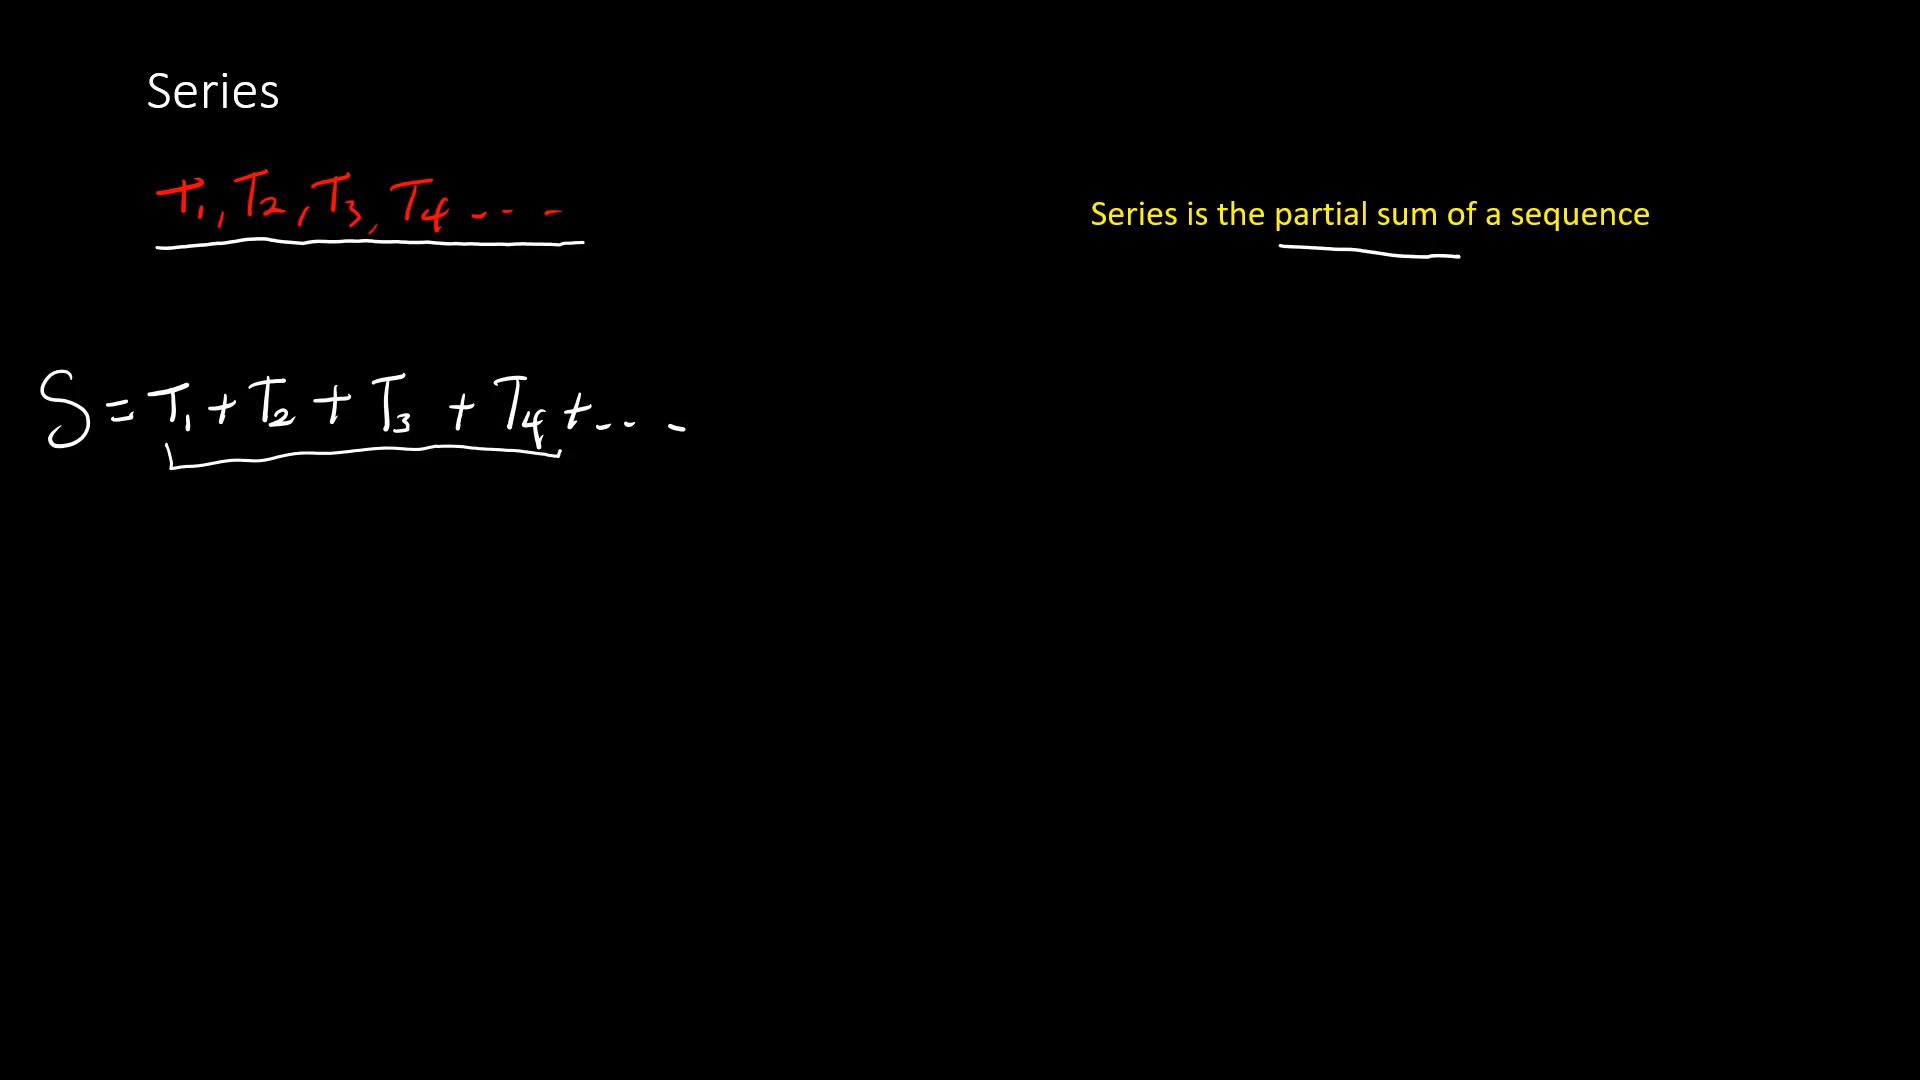 Series
T₁, T₂, T₃, T₄ - - -
Series is the partial sum of a sequence
S = T₁ + T₂ + T₃ + T₄ + - - -